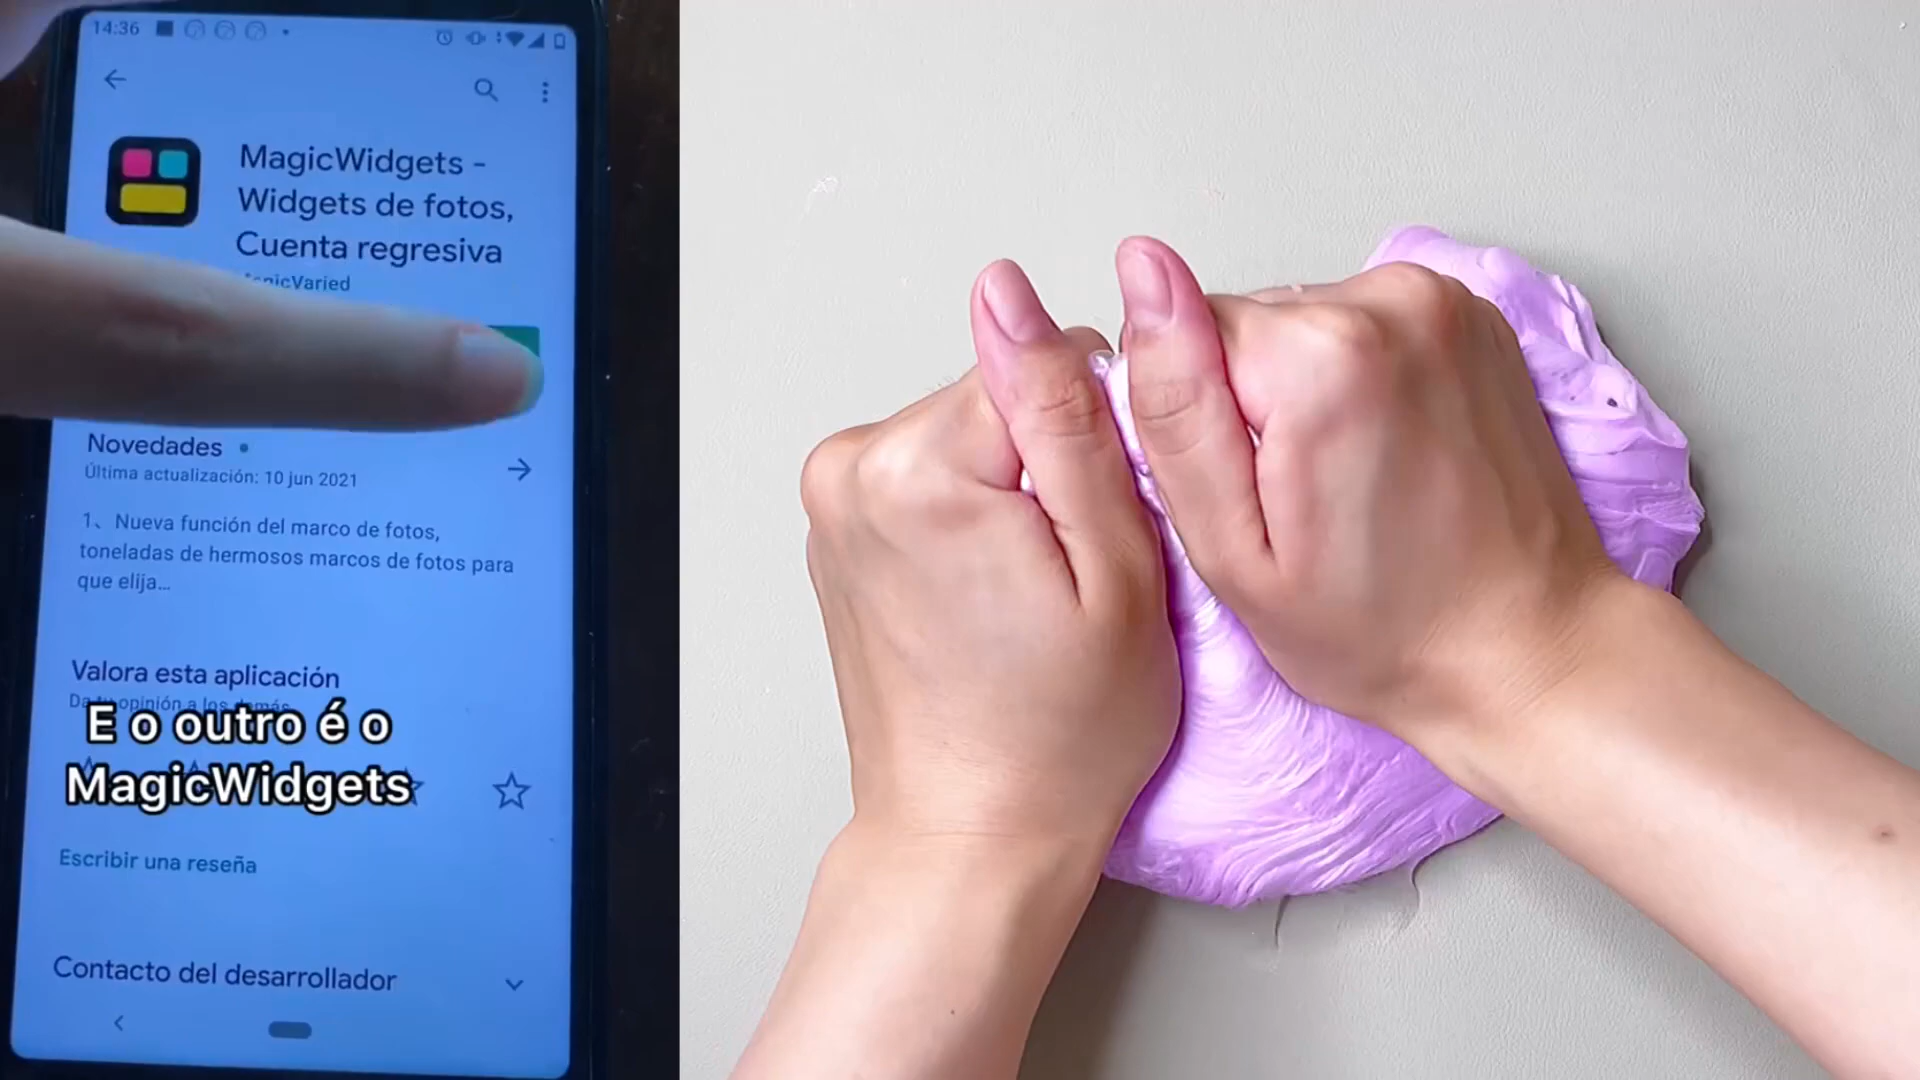 14:36
MagicWidgets -
Widgets de fotos,
Cuenta regresiva
Novedades
Última actualización: 10 jun 2021
1、Nueva función del marco de fotos,
toneladas de hermosos marcos de fotos para
que elija...
Valora esta aplicación
E o outro é o
MagicWidgets
Escribir una reseña
Contacto del desarrollador